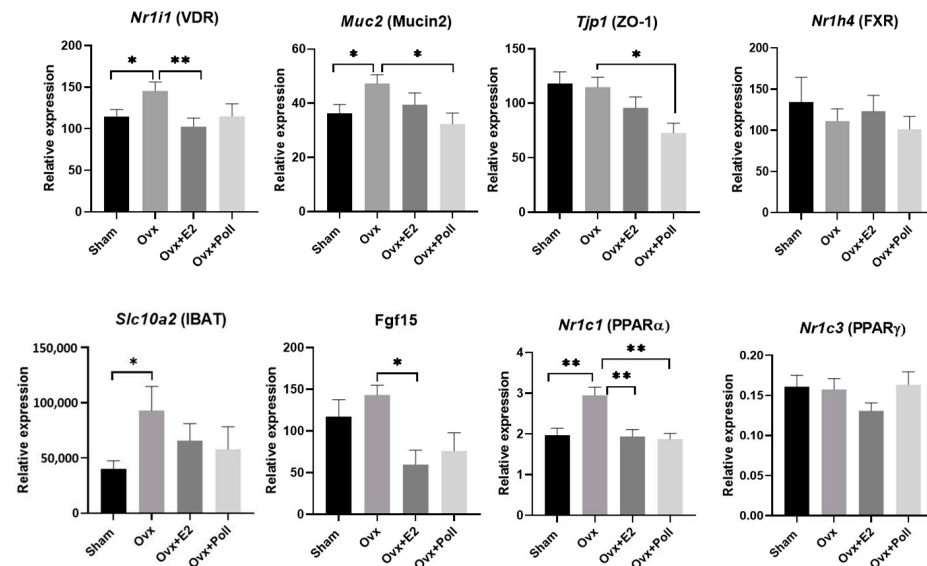 Nr1i1 (VDR)
Relative expression
200
150
100
50
0
*
**
Sham
Ovx
Ovx+E2
Ovx+Poll
Muc2 (Mucin2)
Relative expression
60
40
20
0
*
*
Sham
Ovx
Ovx+E2
Ovx+Poll
Tjp1 (ZO-1)
Relative expression
150
100
50
0
*
Sham
Ovx
Ovx+E2
Ovx+Poll
Nr1h4 (FXR)
Relative expression
200
150
100
50
0
Sham
Ovx
Ovx+E2
Ovx+Poll
Slc10a2 (IBAT)
Relative expression
150,000
100,000
50,000
0
*
Sham
Ovx
Ovx+E2
Ovx+Poll
Fgf15
Relative expression
200
150
100
50
0
*
Sham
Ovx
Ovx+E2
Ovx+Poll
Nr1c1 (PPARα)
Relative expression
4
3
2
1
0
**
**
**
Sham
Ovx
Ovx+E2
Ovx+Poll
Nr1c3 (PPARγ)
Relative expression
0.20
0.15
0.10
0.05
0.00
Sham
Ovx
Ovx+E2
Ovx+Poll